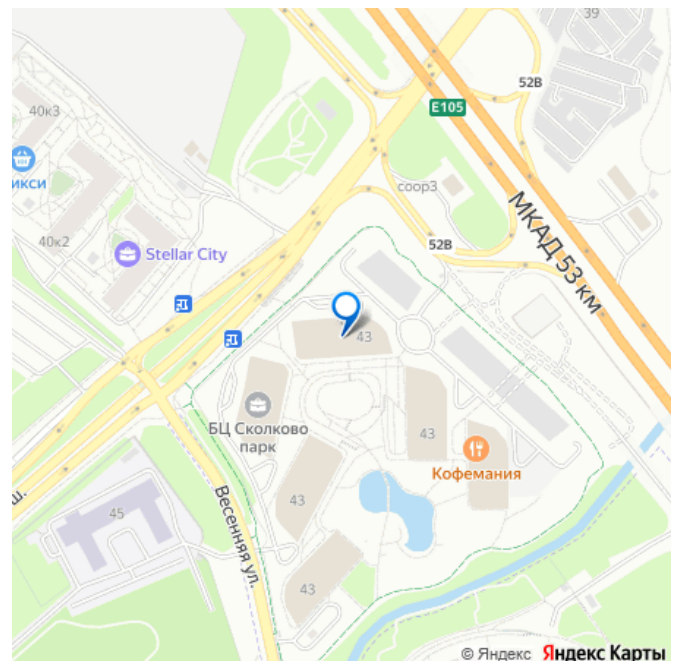 39
52В
40к3
E105
икси
соор3
МКАД 53 км
40к2
Stellar City
52В
43
БЦ Сколково
парк
43
Кофемания
ш.
43
45
Весенняя ул.
43
© Яндекс Яндекс Карты